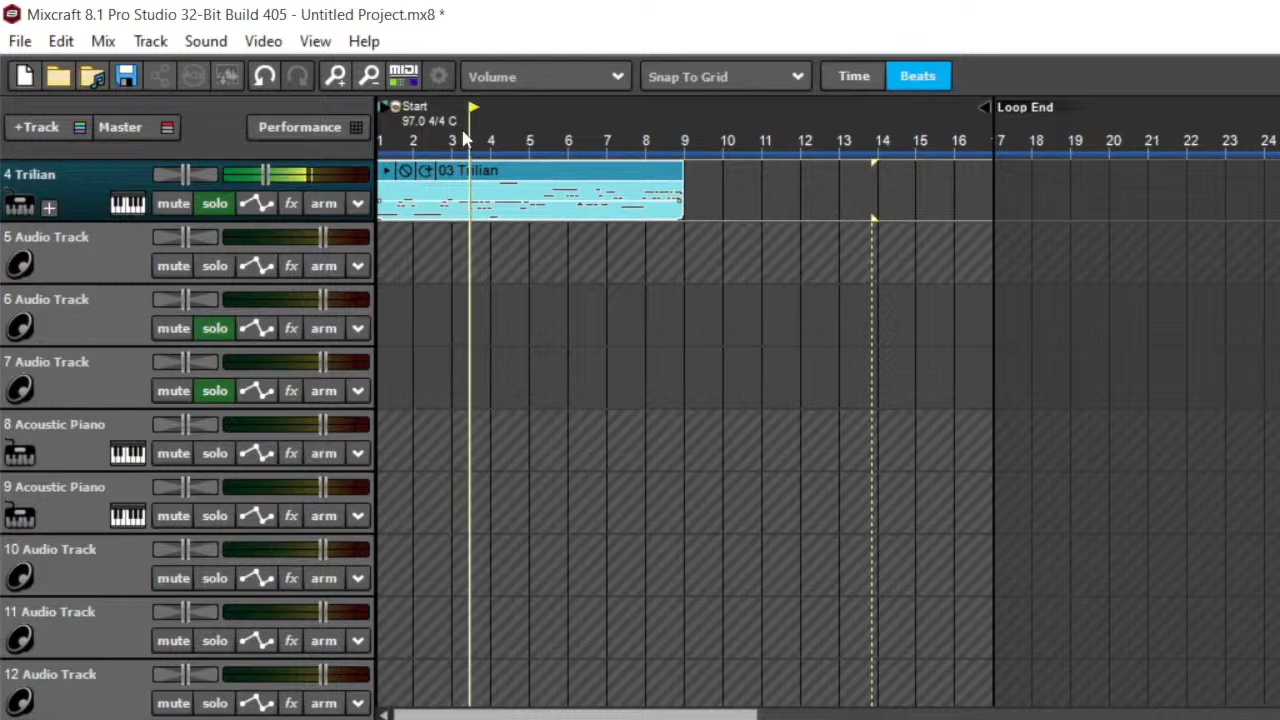 Mixcraft 8.1 Pro Studio 32-Bit Build 405 - Untitled Project.mx8 *
File Edit Mix Track Sound Video View Help
MIDI Volume Snap To Grid Time Beats
+Track Master Performance
Start Loop End
97.0 4/4 C
1 2 3 4 5 6 7 8 9 10 11 12 13 14 15 16 7 18 19 20 21 22 23 24
4 Trilian
03 Trilian
mute solo fx arm
5 Audio Track
mute solo fx arm
6 Audio Track
mute solo fx arm
7 Audio Track
mute solo fx arm
8 Acoustic Piano
mute solo fx arm
9 Acoustic Piano
mute solo fx arm
10 Audio Track
mute solo fx arm
11 Audio Track
mute solo fx arm
12 Audio Track
mute solo fx arm